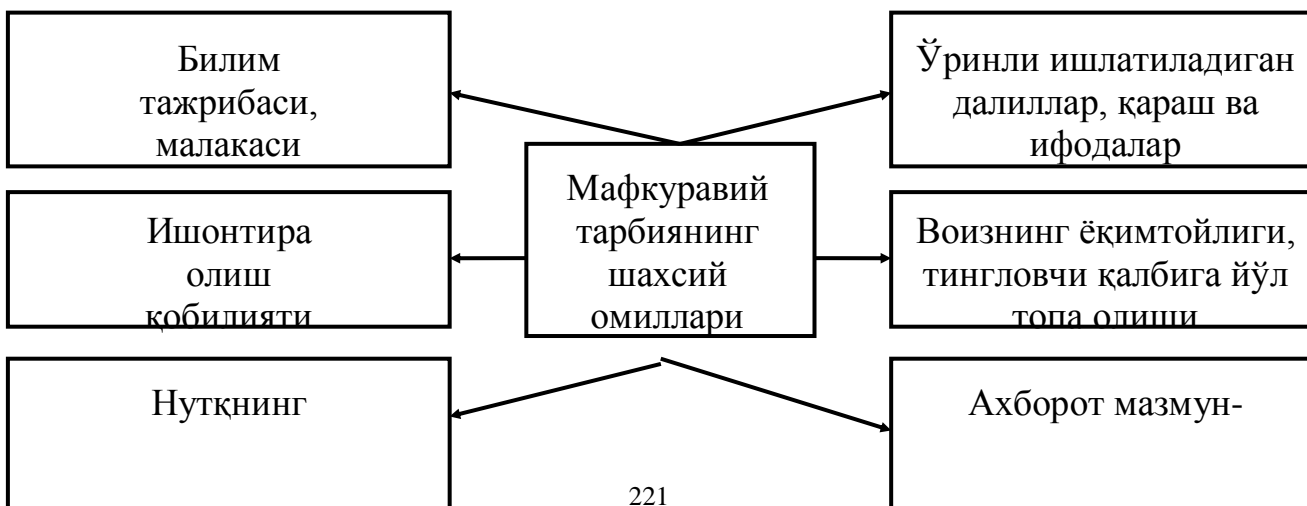 Билим
тажрибаси,
малакаси
Ўринли ишлатиладиган
далиллар, қараш ва
ифодалар
Мафкуравий
тарбиянинг
шахсий
омиллари
Ишонтира
олиш
қобилияти
Воизнинг ёқимтойлиги,
тингловчи қалбига йўл
топа олиши
Нутқнинг
Ахборот мазмун-
221